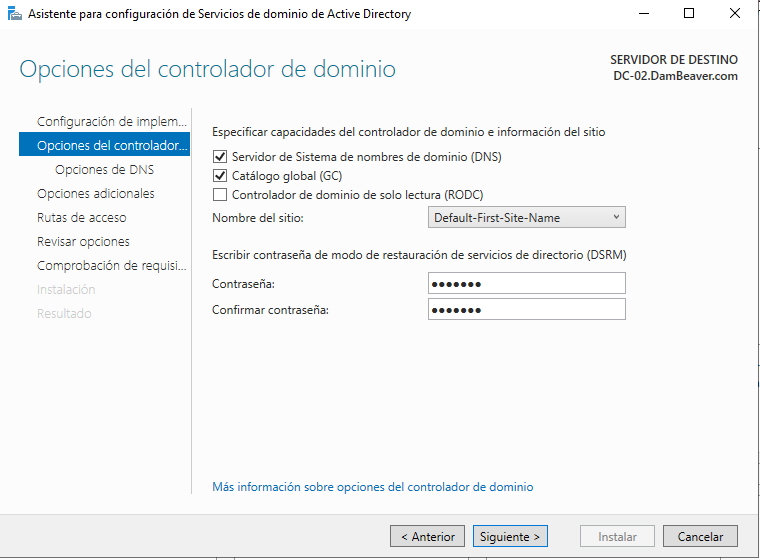 Asistente para configuración de Servicios de dominio de Active Directory
Opciones del controlador de dominio
SERVIDOR DE DESTINO
DC-02.DamBeaver.com
Configuración de implem...
Opciones del controlador...
Opciones de DNS
Opciones adicionales
Rutas de acceso
Revisar opciones
Comprobación de requisi...
Instalación
Resultado
Especificar capacidades del controlador de dominio e información del sitio
Servidor de Sistema de nombres de dominio (DNS)
Catálogo global (GC)
Controlador de dominio de solo lectura (RODC)
Nombre del sitio: Default-First-Site-Name
Escribir contraseña de modo de restauración de servicios de directorio (DSRM)
Contraseña: •••••••
Confirmar contraseña: •••••••
Más información sobre opciones del controlador de dominio
< Anterior Siguiente > Instalar Cancelar